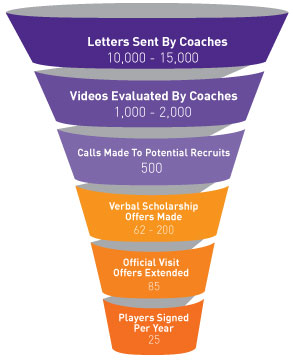 Letters Sent By Coaches
10,000 - 15,000
Videos Evaluated By Coaches
1,000 - 2,000
Calls Made To Potential Recruits
500
Verbal Scholarship
Offers Made
62 - 200
Official Visit
Offers Extended
85
Players Signed
Per Year
25